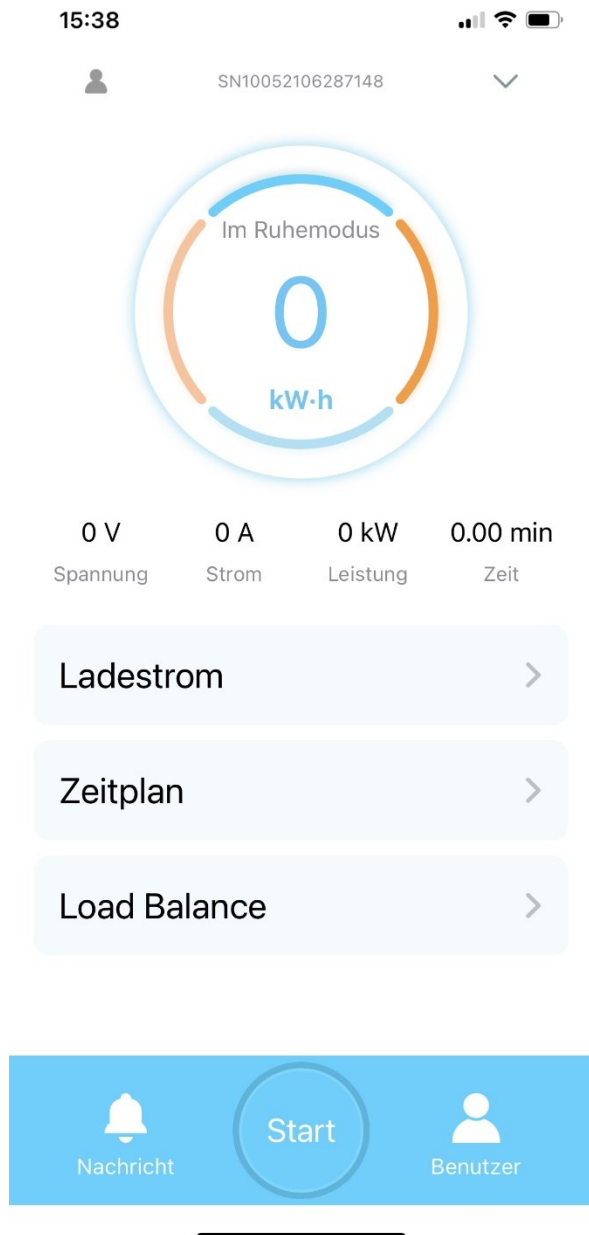 15:38
SN10052106287148
Im Ruhemodus
0
kW·h
0 V 0 A 0 kW 0.00 min
Spannung Strom Leistung Zeit
Ladestrom
Zeitplan
Load Balance
Start
Nachricht Benutzer